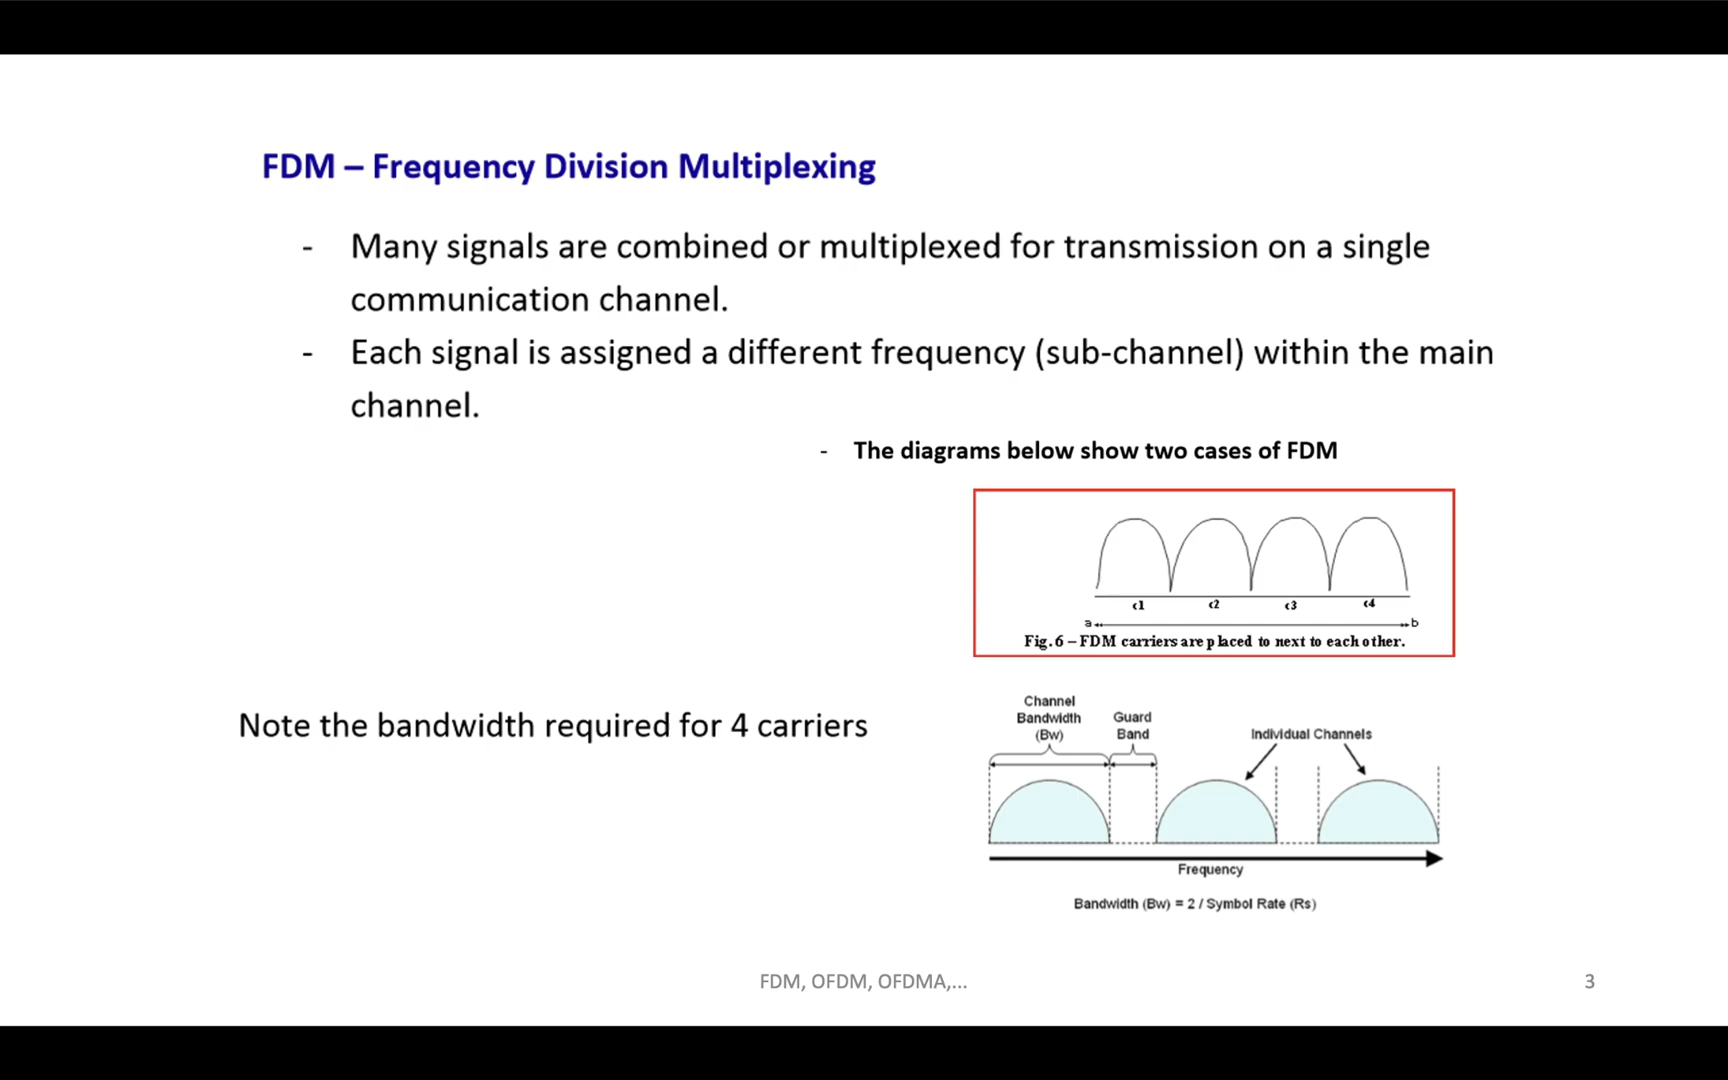 FDM – Frequency Division Multiplexing
- Many signals are combined or multiplexed for transmission on a single
communication channel.
- Each signal is assigned a different frequency (sub-channel) within the main
channel.
- The diagrams below show two cases of FDM
c1 c2 c3 c4
a b
Fig. 6 – FDM carriers are placed to next to each other.
Note the bandwidth required for 4 carriers
Channel
Bandwidth
(Bw)
Guard
Band
Individual Channels
Frequency
Bandwidth (Bw) = 2 / Symbol Rate (Rs)
FDM, OFDM, OFDMA,...
3